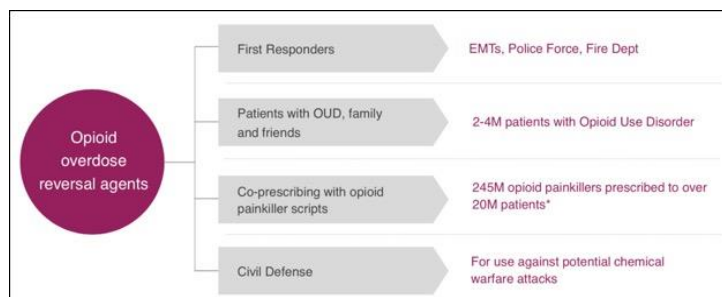 Opioid
overdose
reversal agents
First Responders
EMTs, Police Force, Fire Dept
Patients with OUD, family
and friends
2-4M patients with Opioid Use Disorder
Co-prescribing with opioid
painkiller scripts
245M opioid painkillers prescribed to over
20M patients*
Civil Defense
For use against potential chemical
warfare attacks